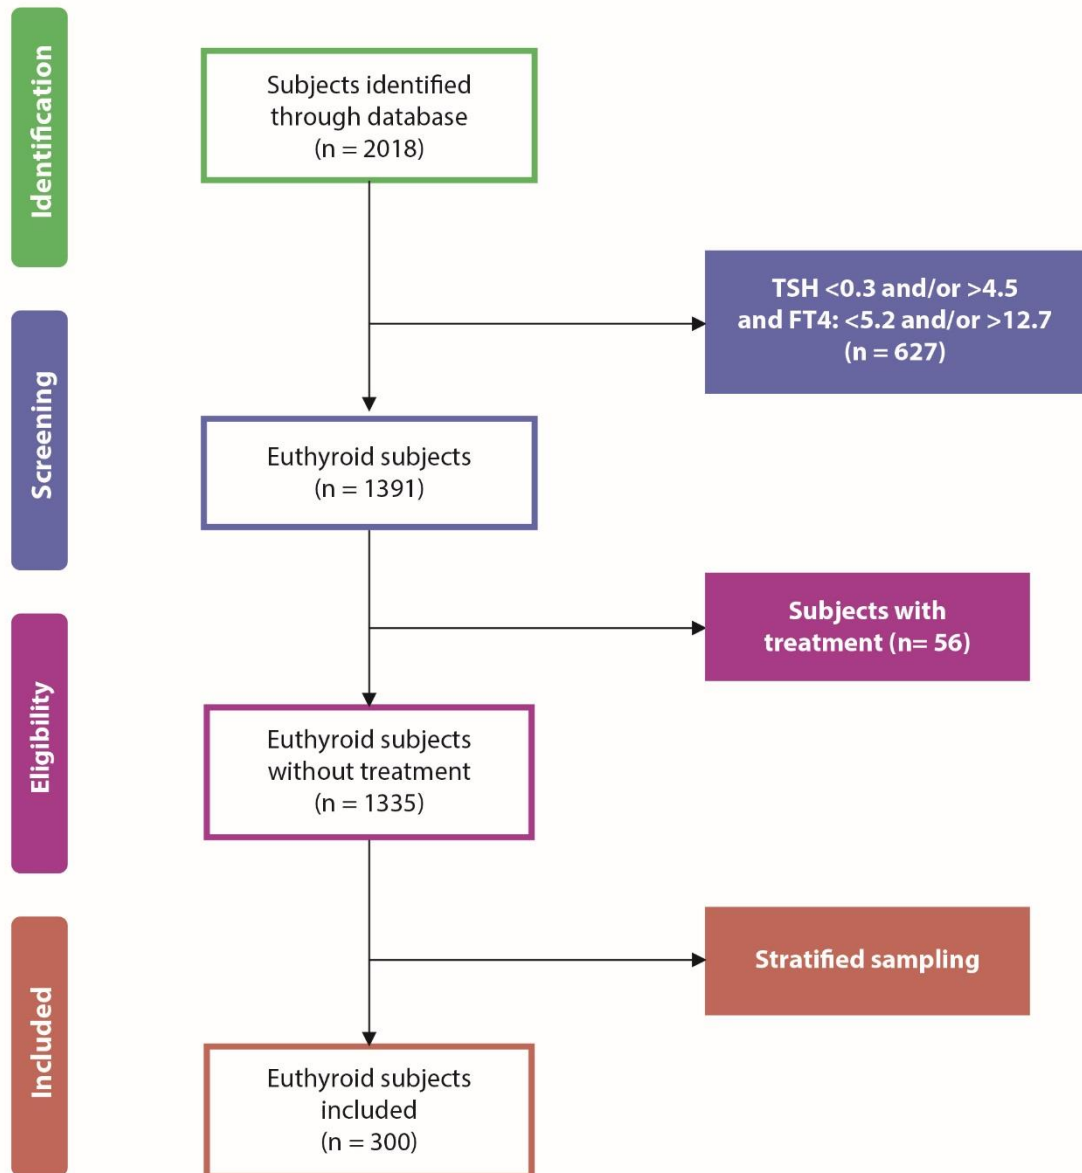 Identification
Subjects identified
through database
(n = 2018)
TSH <0.3 and/or >4.5
and FT4: <5.2 and/or >12.7
(n = 627)
Screening
Euthyroid subjects
(n = 1391)
Subjects with
treatment (n= 56)
Eligibility
Euthyroid subjects
without treatment
(n = 1335)
Stratified sampling
Included
Euthyroid subjects
included
(n = 300)